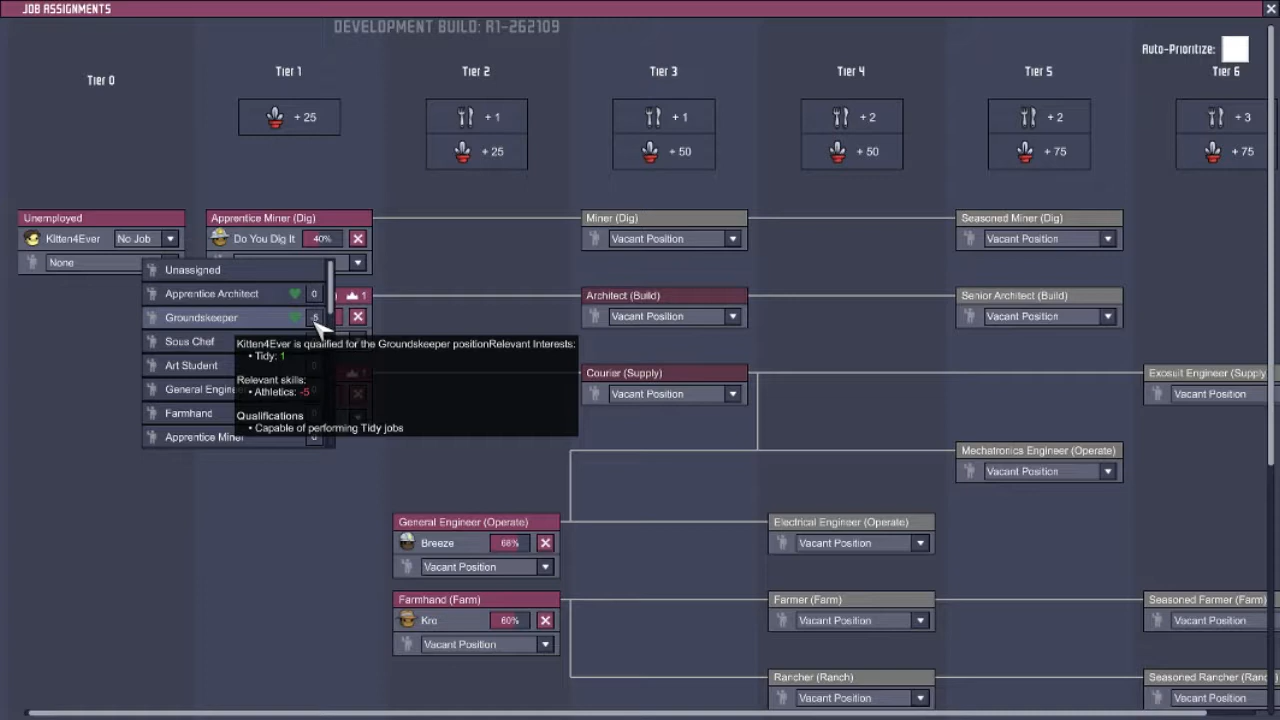 JOB ASSIGNMENTS
DEVELOPMENT BUILD: R1-262109
Auto-Prioritize:
Tier 0
Tier 1
Tier 2
Tier 3
Tier 4
Tier 5
Tier 6
+ 25
+ 1
+ 1
+ 2
+ 2
+ 3
+ 25
+ 50
+ 50
+ 75
+ 75
Unemployed
Apprentice Miner (Dig)
Miner (Dig)
Seasoned Miner (Dig)
Kitten4Ever
No Job
Do You Dig It
40%
Vacant Position
Vacant Position
None
Unassigned
Apprentice Architect
0
1
Architect (Build)
Senior Architect (Build)
Groundskeeper
-5
Vacant Position
Vacant Position
Sous Chef
Kitten4Ever is qualified for the Groundskeeper positionRelevant Interests:
• Tidy: 1
Art Student
Relevant skills:
General Engine
• Athletics: -5
Farmhand
Qualifications
• Capable of performing Tidy jobs
Apprentice Miner
0
Courier (Supply)
Exosuit Engineer (Supply
Vacant Position
Vacant Position
Mechatronics Engineer (Operate)
Vacant Position
General Engineer (Operate)
Electrical Engineer (Operate)
Breeze
68%
Vacant Position
Vacant Position
Farmhand (Farm)
Farmer (Farm)
Seasoned Farmer (Farm)
Kro
60%
Vacant Position
Vacant Position
Vacant Position
Rancher (Ranch)
Seasoned Rancher (Ranc
Vacant Position
Vacant Position